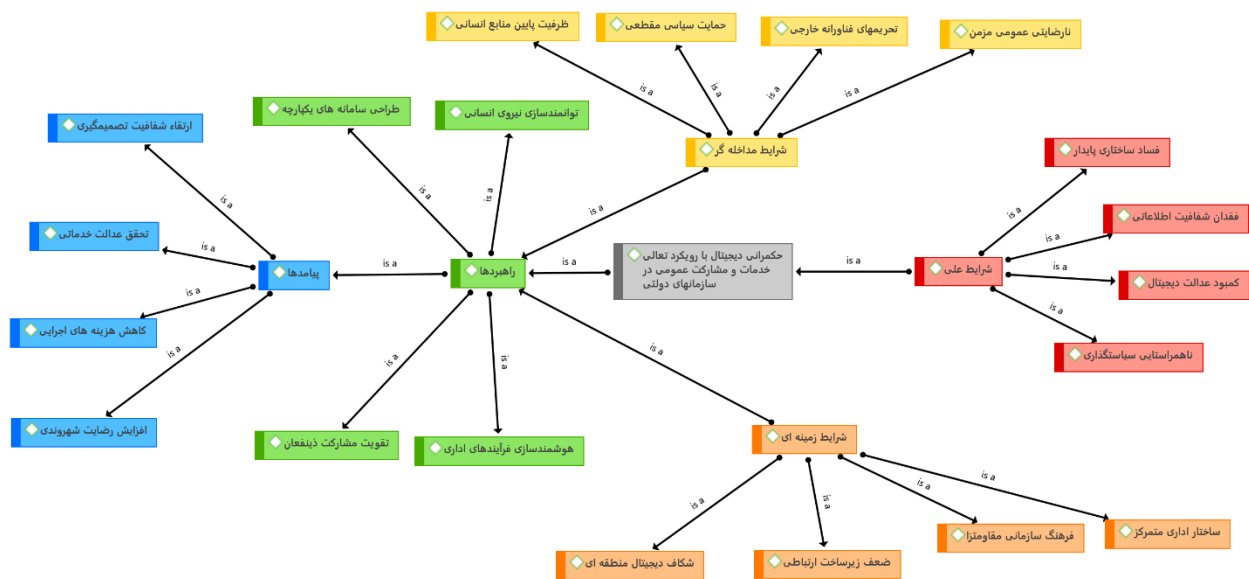 ظرفیت پایین منابع انسانی
حمایت سیاسی مقطعی
تحریمهای فناورانه خارجی
نارضایتی عمومی مزمن
is a
is a
is a
is a
شرایط مداخله گر
is a
طراحی سامانه های یکپارچه
توانمندسازی نیروی انسانی
is a
is a
ارتقاء شفافیت تصمیمگیری
تحقق عدالت خدماتی
کاهش هزینه های اجرایی
افزایش رضایت شهروندی
is a
is a
is a
is a
پیامدها
is a
راهبردها
is a
حکمرانی دیجیتال با رویکرد تعالی
خدمات و مشارکت عمومی در
سازمانهای دولتی
is a
شرایط علی
is a
is a
is a
is a
فساد ساختاری پایدار
فقدان شفافیت اطلاعاتی
کمبود عدالت دیجیتال
ناهمراستایی سیاستگذاری
is a
is a
تقویت مشارکت ذینفعان
هوشمندسازی فرآیندهای اداری
is a
شرایط زمینه ای
is a
is a
is a
is a
شکاف دیجیتال منطقه ای
ضعف زیرساخت ارتباطی
فرهنگ سازمانی مقاومتزا
ساختار اداری متمرکز